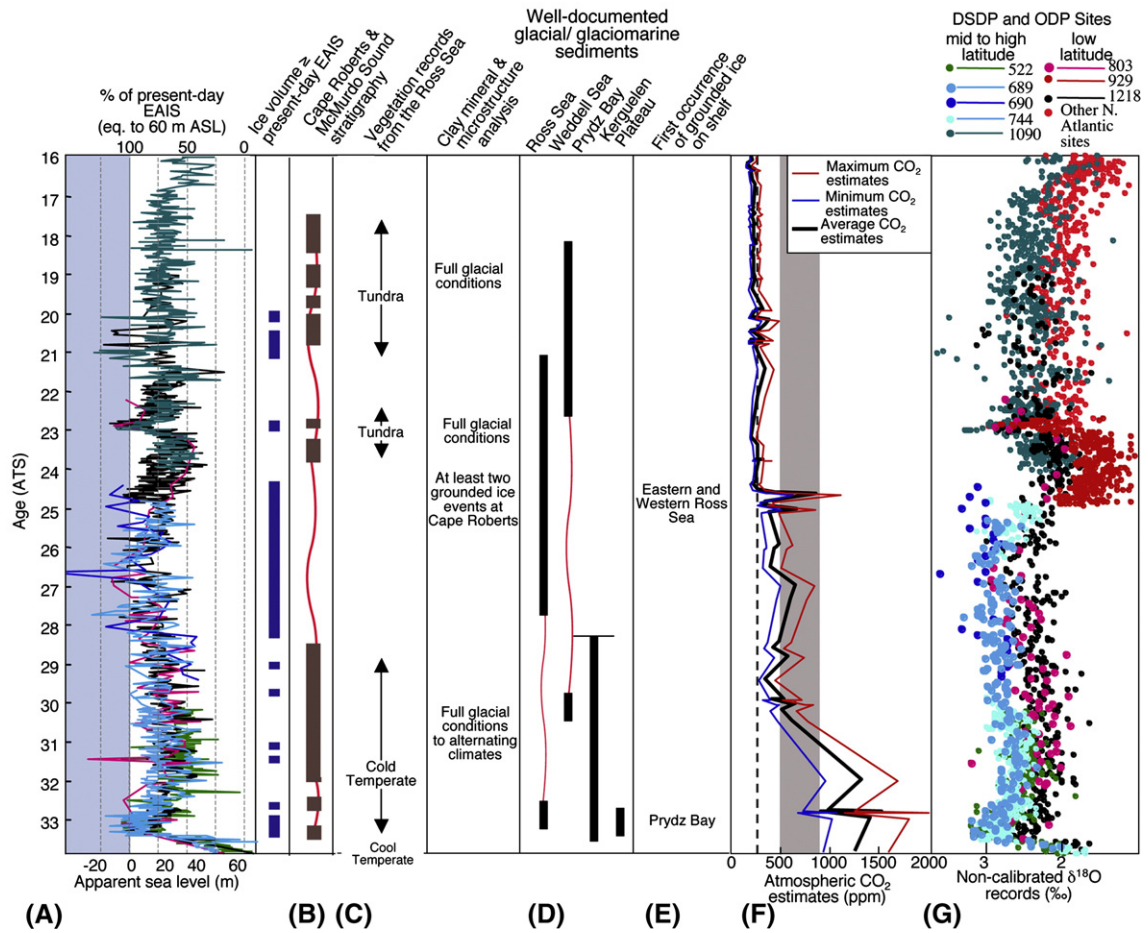 Well-documented
glacial/ glaciomarine
sediments
DSDP and ODP Sites
mid to high low
latitude latitude
522
689
690
744
1090
803
929
1218
Other N.
Atlantic
sites
% of present-day
EAIS
(eq. to 60 m ASL)
100 50 0
Ice volume ≥
present-day EAIS
Cape Roberts &
McMurdo Sound
stratigraphy
Vegetation records
from the Ross Sea
Clay mineral &
microstructure
analysis
Ross Sea
Weddell Sea
Prydz Bay
Kerguelen
Plateau
First occurrence
of grounded ice
on shelf
Maximum CO2
estimates
Minimum CO2
estimates
Average CO2
estimates
Age (ATS)
16
17
18
19
20
21
22
23
24
25
26
27
28
29
30
31
32
33
Tundra
Tundra
Cold
Temperate
Cool
Temperate
Full glacial
conditions
Full glacial
conditions
At least two
grounded ice
events at
Cape Roberts
Full glacial
conditions
to alternating
climates
Eastern and
Western Ross
Sea
Prydz Bay
-20 0 20 40 60
Apparent sea level (m)
0 500 1000 1500 2000
Atmospheric CO2
estimates (ppm)
3 2
Non-calibrated δ18O
records (‰)
(A) (B) (C) (D) (E) (F) (G)